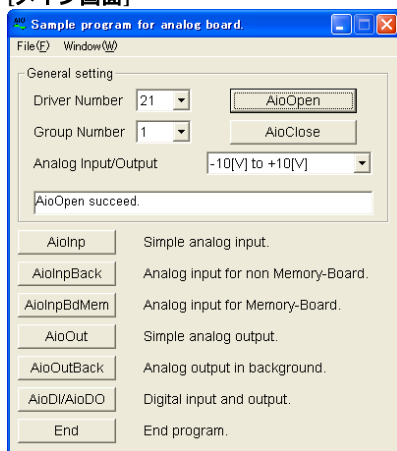 [メイン画面]
Sample program for analog board.
File(F) Window(W)
General setting
Driver Number 21 AioOpen
Group Number 1 AioClose
Analog Input/Output -10[V] to +10[V]
AioOpen succeed.
AioInp Simple analog input.
AioInpBack Analog input for non Memory-Board.
AioInpBdMem Analog input for Memory-Board.
AioOut Simple analog output.
AioOutBack Analog output in background.
AioDI/AioDO Digital input and output.
End End program.